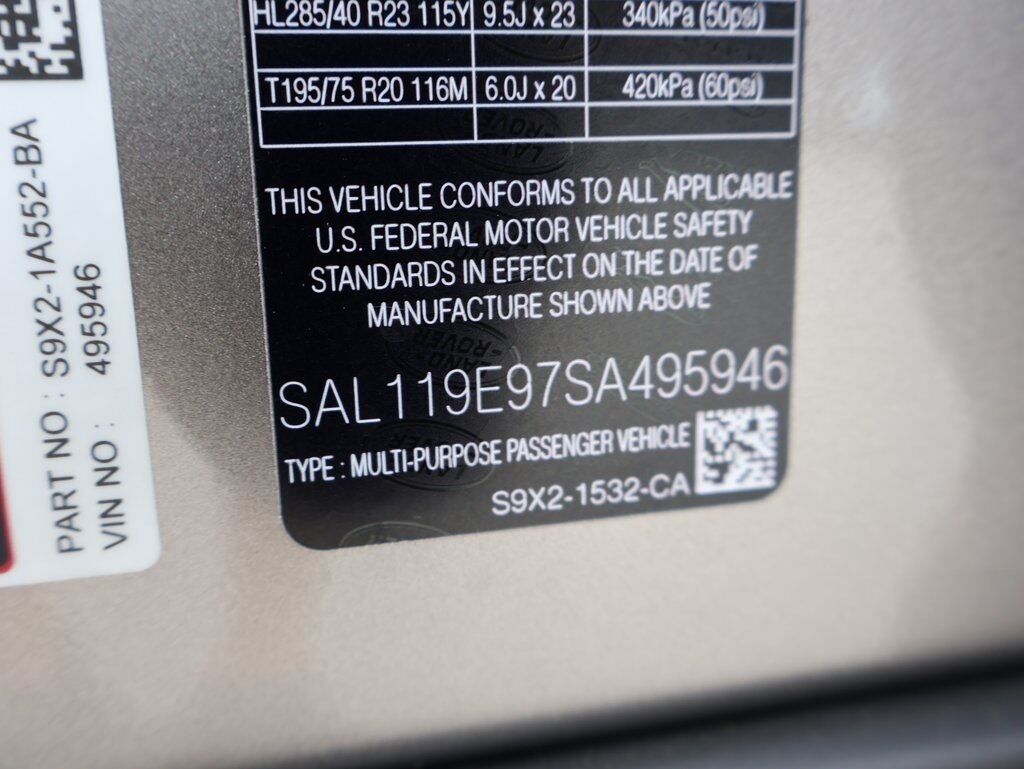 HL285/40 R23 115Y 9.5J x 23 340kPa (50psi)
T195/75 R20 116M 6.0J x 20 420kPa (60psi)
THIS VEHICLE CONFORMS TO ALL APPLICABLE
U.S. FEDERAL MOTOR VEHICLE SAFETY
STANDARDS IN EFFECT ON THE DATE OF
MANUFACTURE SHOWN ABOVE
SAL119E97SA495946
TYPE : MULTI-PURPOSE PASSENGER VEHICLE
S9X2-1532-CA
PART NO : S9X2-1A552-BA
VIN NO : 495946
LAND-
-ROVER